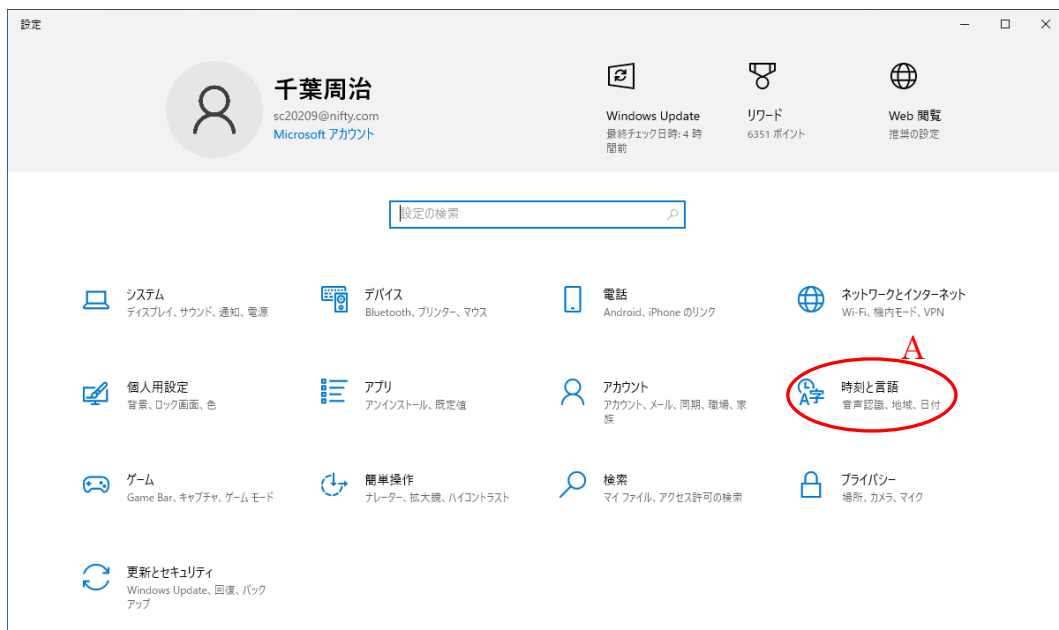 設定
千葉周治
sc20209@nifty.com
Microsoft アカウント
Windows Update
最終チェック日時: 4 時
間前
リワード
6351 ポイント
Web 閲覧
推奨の設定
設定の検索
システム
ディスプレイ、サウンド、通知、電源
デバイス
Bluetooth、プリンター、マウス
電話
Android、iPhone のリンク
ネットワークとインターネット
Wi-Fi、機内モード、VPN
個人用設定
背景、ロック画面、色
アプリ
アンインストール、既定値
アカウント
アカウント、メール、同期、職場、家
族
A
時刻と言語
音声認識、地域、日付
ゲーム
Game Bar、キャプチャ、ゲーム モード
簡単操作
ナレーター、拡大鏡、ハイコントラスト
検索
マイ ファイル、アクセス許可の検索
プライバシー
場所、カメラ、マイク
更新とセキュリティ
Windows Update、回復、バック
アップ